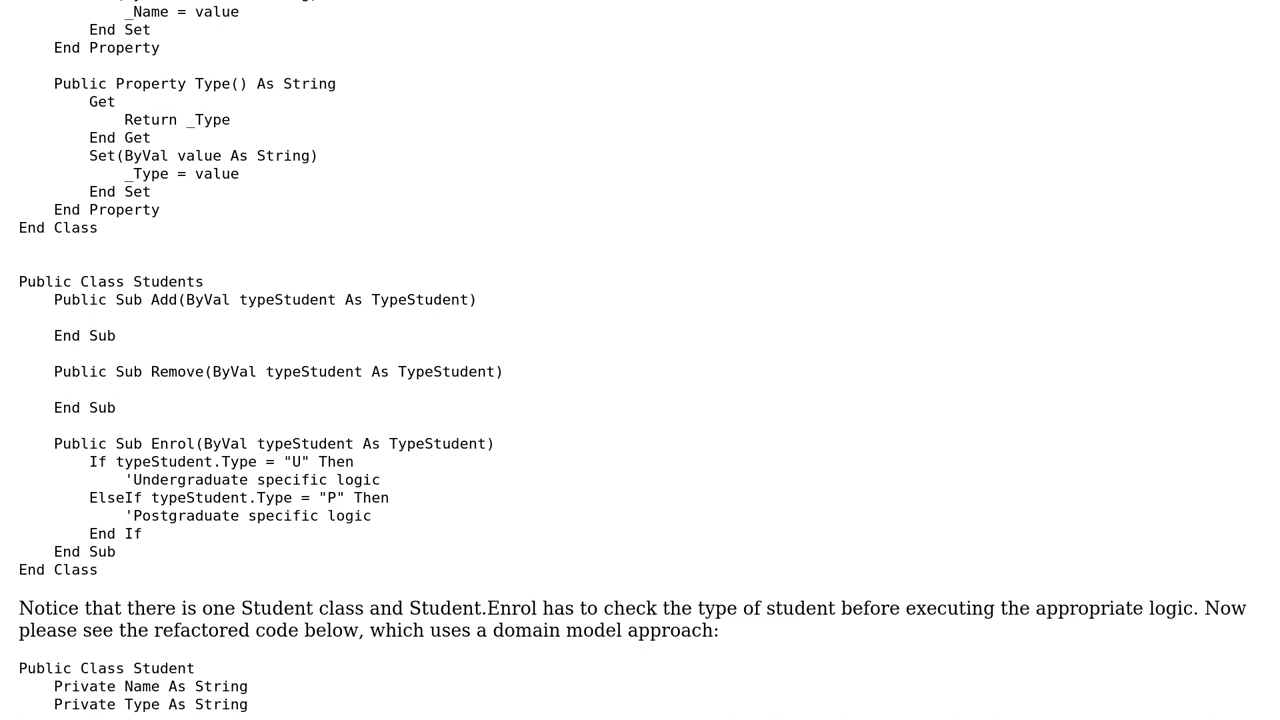 _Name = value
End Set
End Property
Public Property Type() As String
Get
Return _Type
End Get
Set(ByVal value As String)
_Type = value
End Set
End Property
End Class
Public Class Students
Public Sub Add(ByVal typeStudent As TypeStudent)
End Sub
Public Sub Remove(ByVal typeStudent As TypeStudent)
End Sub
Public Sub Enrol(ByVal typeStudent As TypeStudent)
If typeStudent.Type = "U" Then
'Undergraduate specific logic
ElseIf typeStudent.Type = "P" Then
'Postgraduate specific logic
End If
End Sub
End Class
Notice that there is one Student class and Student.Enrol has to check the type of student before executing the appropriate logic. Now
please see the refactored code below, which uses a domain model approach:
Public Class Student
Private Name As String
Private Type As String